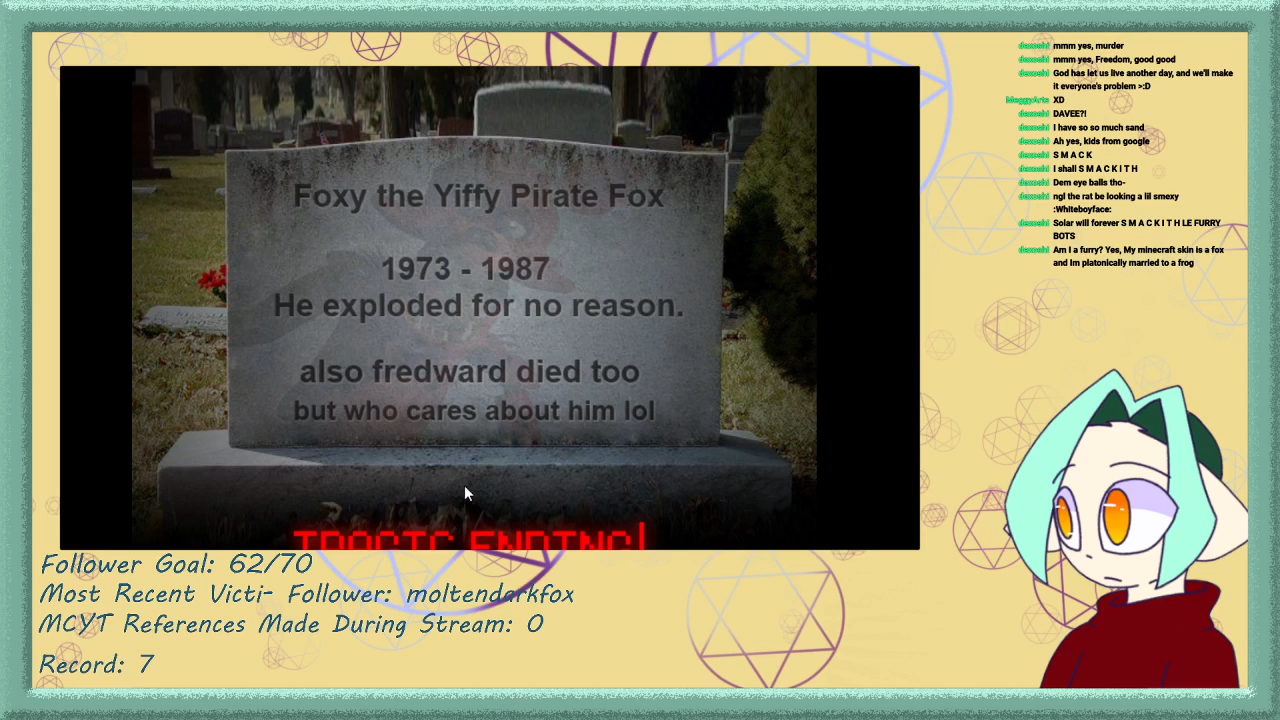 Foxy the Yiffy Pirate Fox
1973 - 1987
He exploded for no reason.
also fredward died too
but who cares about him lol
TRAGIC ENDING!
Follower Goal: 62/70
Most Recent Victi- Follower: moltendarkfox
MCYT References Made During Stream: 0
Record: 7
mmm yes, murder
mmm yes, Freedom, good good
God has let us live another day, and we'll make
it everyone's problem >:D
MoggyArts XD
DAVEE?!
I have so so much sand
Ah yes, kids from google
S M A C K
I shall S M A C K I T H
Dem eye balls tho-
ngl the rat be looking a lil smexy
:Whiteboyface:
Solar will forever S M A C K I T H LE FURRY
BOTS
Am I a furry? Yes, My minecraft skin is a fox
and Im platonically married to a frog